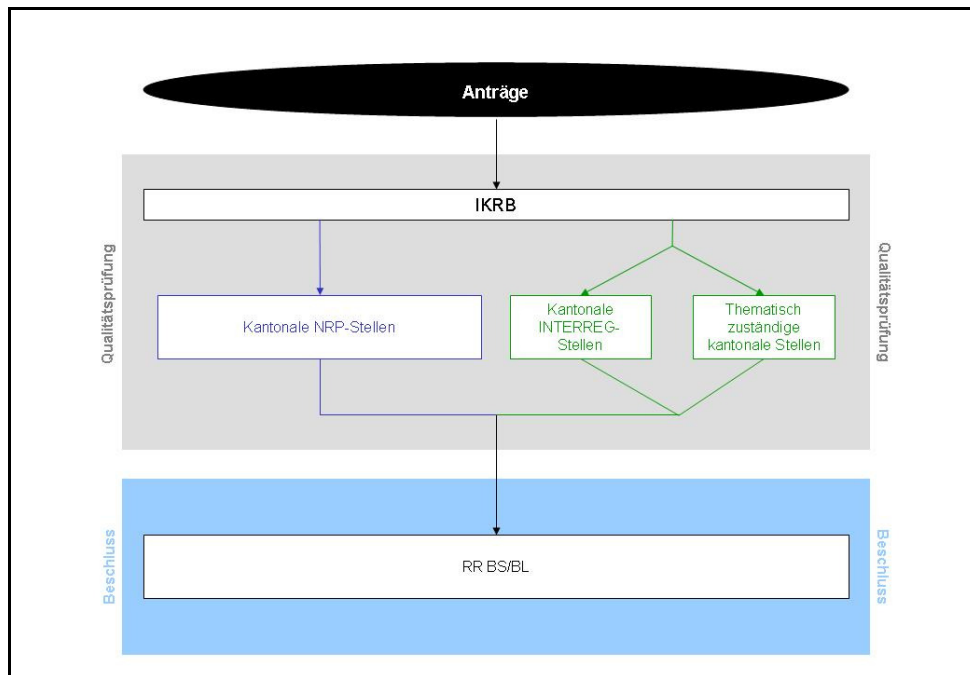 Anträge
IKRB
Qualitätsprüfung
Qualitätsprüfung
Kantonale NRP-Stellen
Kantonale
INTERREG-
Stellen
Thematisch
zuständige
kantonale Stellen
Beschluss
RR BS/BL
Beschluss